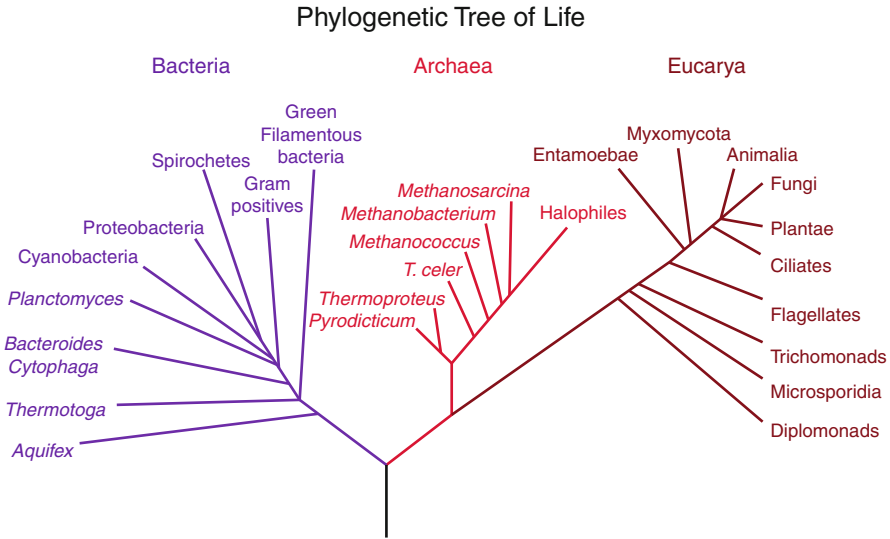 Phylogenetic Tree of Life
Bacteria
Archaea
Eucarya
Green
Filamentous
bacteria
Spirochetes
Gram
positives
Proteobacteria
Cyanobacteria
Planctomyces
Bacteroides
Cytophaga
Thermotoga
Aquifex
Methanosarcina
Methanobacterium
Halophiles
Methanococcus
T. celer
Thermoproteus
Pyrodicticum
Myxomycota
Entamoebae
Animalia
Fungi
Plantae
Ciliates
Flagellates
Trichomonads
Microsporidia
Diplomonads